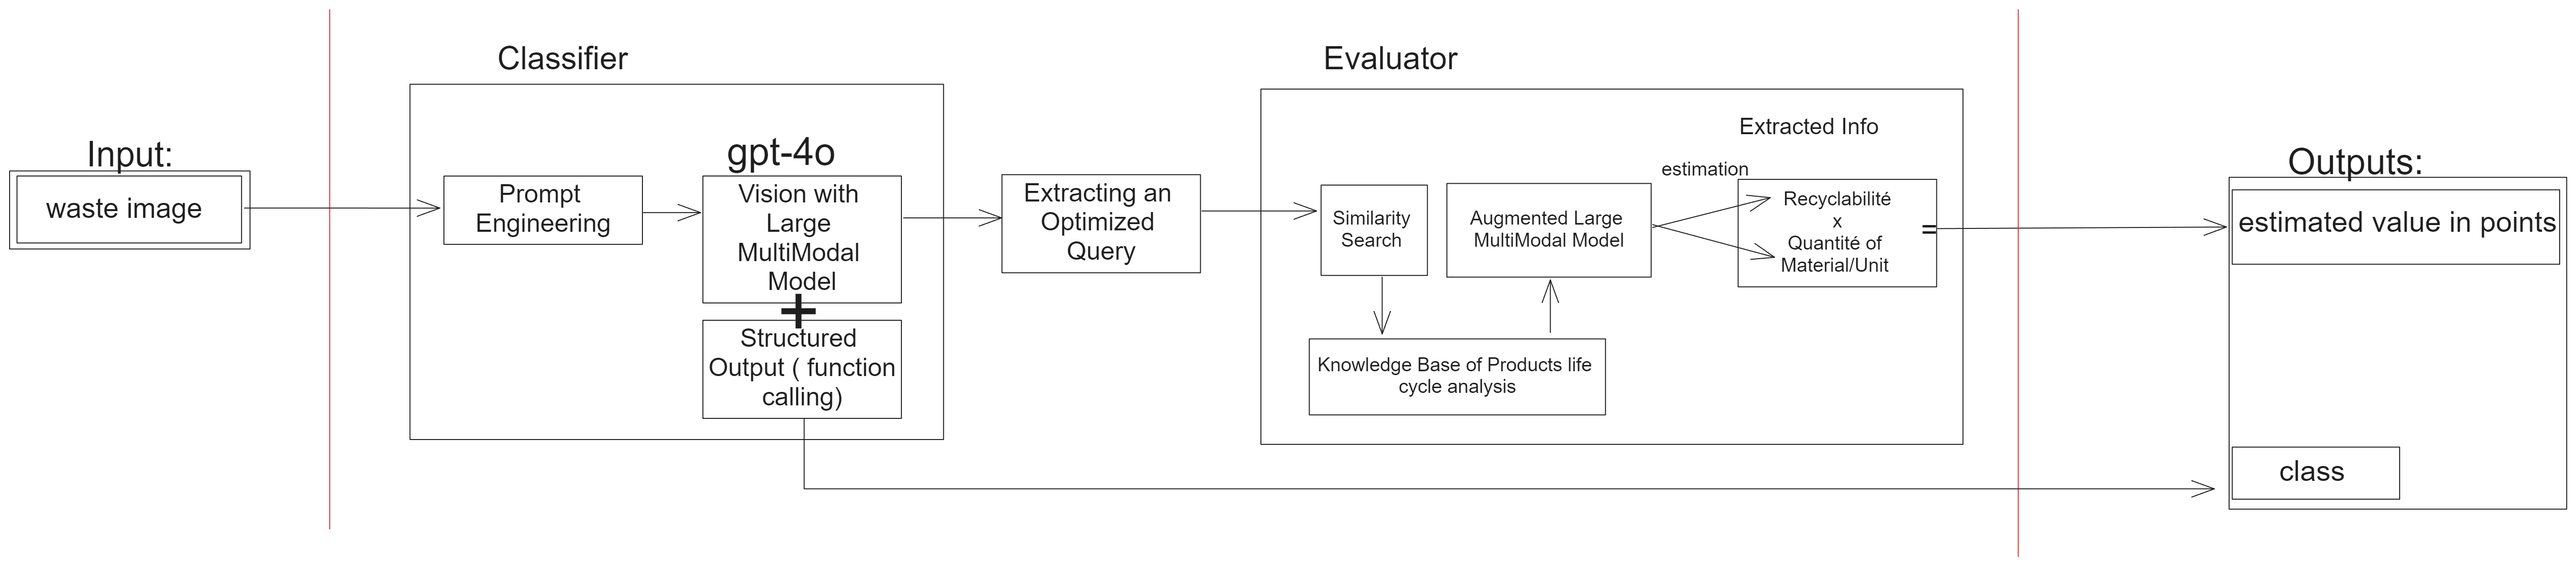 Input:
waste image
Classifier
Prompt
Engineering
gpt-4o
Vision with
Large
MultiModal
Model
+
Structured
Output ( function
calling)
Extracting an
Optimized
Query
Evaluator
Similarity
Search
Knowledge Base of Products life
cycle analysis
Augmented Large
MultiModal Model
estimation
Extracted Info
Recyclabilité
x
Quantité of
Material/Unit
=
Outputs:
estimated value in points
class